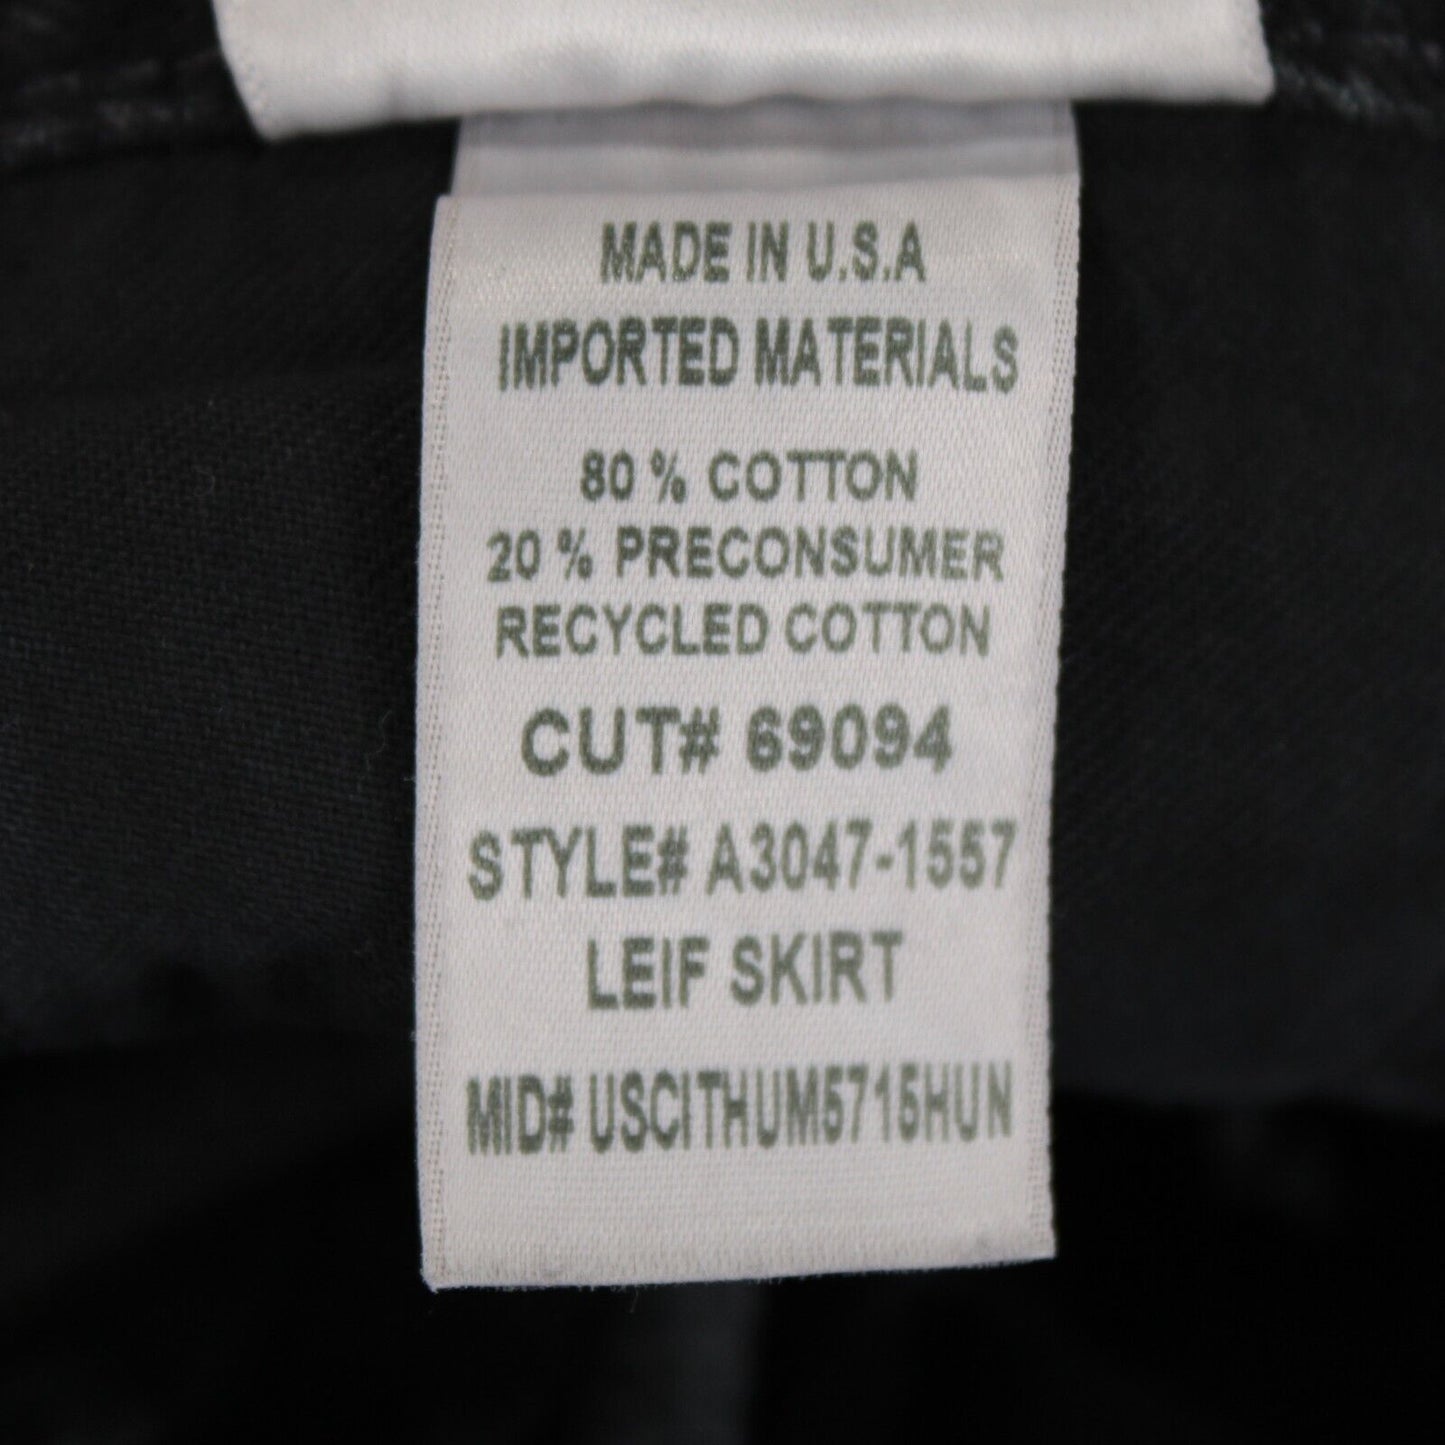 MADE IN U.S.A
IMPORTED MATERIALS
80 % COTTON
20 % PRECONSUMER
RECYCLED COTTON
CUT# 69094
STYLE# A3047-1557
LEIF SKIRT
MID# USCITHUM5715HUN